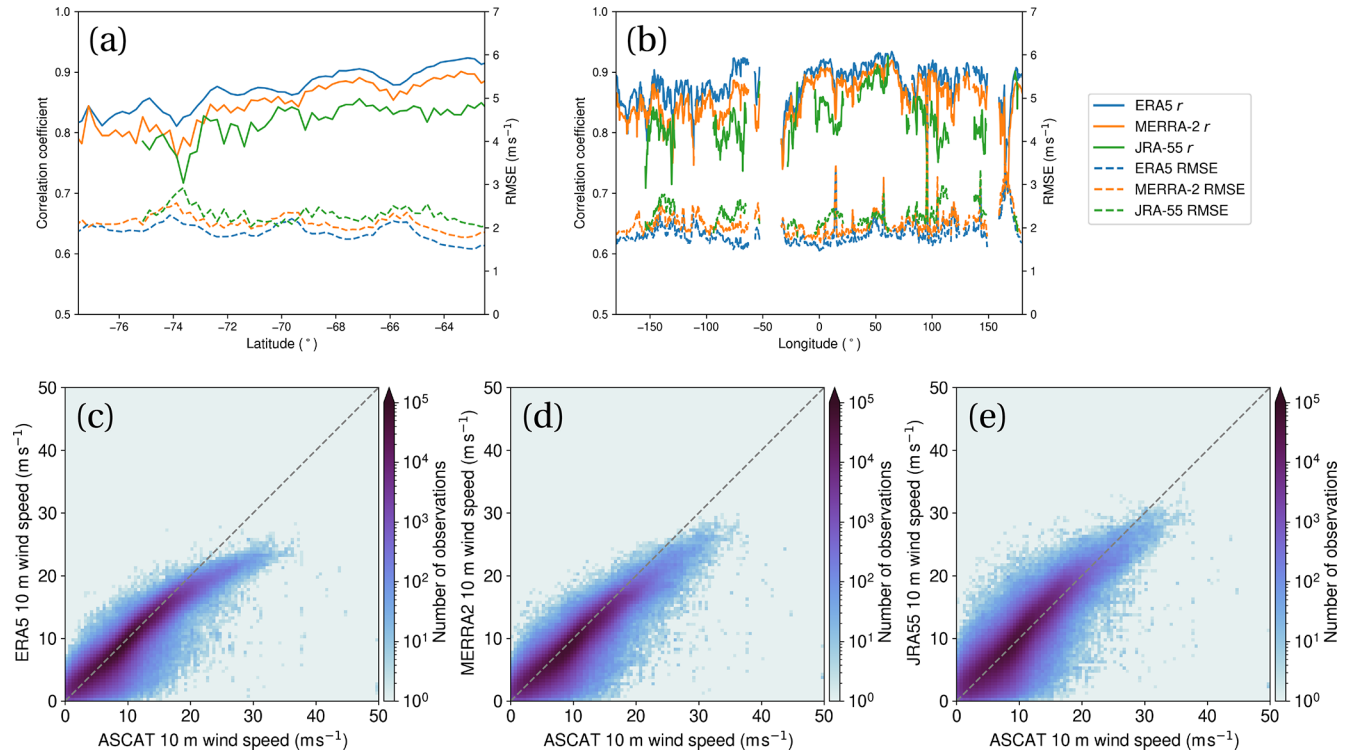 (a)
1.0
0.9
0.8
0.7
0.6
0.5
Correlation coefficient
7
6
5
4
3
2
1
0
RMSE (m s⁻¹)
−76 −74 −72 −70 −68 −66 −64
Latitude (°)
(b)
1.0
0.9
0.8
0.7
0.6
0.5
Correlation coefficient
7
6
5
4
3
2
1
0
RMSE (m s⁻¹)
−150 −100 −50 0 50 100 150
Longitude (°)
ERA5 r
MERRA-2 r
JRA-55 r
ERA5 RMSE
MERRA-2 RMSE
JRA-55 RMSE
(c)
50
40
30
20
10
0
ERA5 10 m wind speed (m s⁻¹)
0 10 20 30 40 50
ASCAT 10 m wind speed (ms⁻¹)
10⁵
10⁴
10³
10²
10¹
10⁰
Number of observations
(d)
50
40
30
20
10
0
MERRA2 10 m wind speed (m s⁻¹)
0 10 20 30 40 50
ASCAT 10 m wind speed (ms⁻¹)
10⁵
10⁴
10³
10²
10¹
10⁰
Number of observations
(e)
50
40
30
20
10
0
JRA55 10 m wind speed (m s⁻¹)
0 10 20 30 40 50
ASCAT 10 m wind speed (ms⁻¹)
10⁵
10⁴
10³
10²
10¹
10⁰
Number of observations